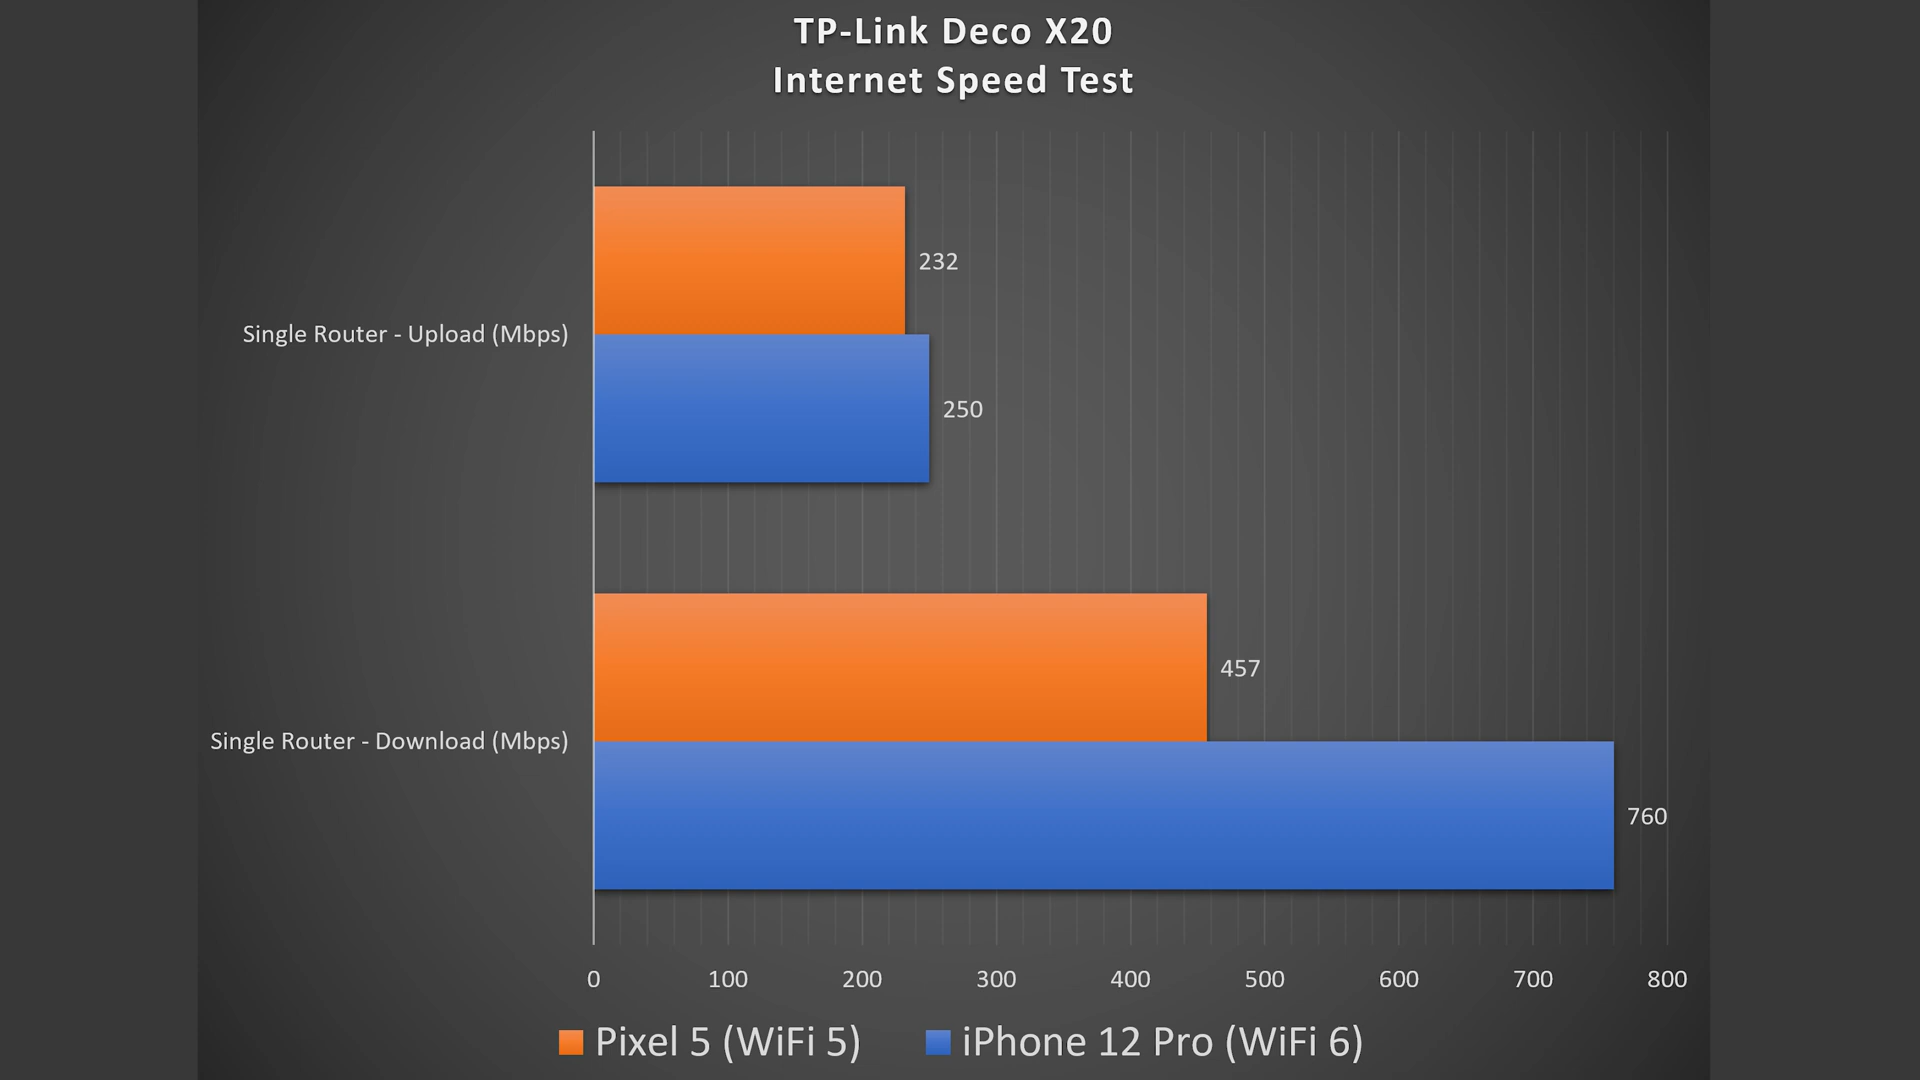 TP-Link Deco X20
Internet Speed Test
232
Single Router - Upload (Mbps)
250
457
Single Router - Download (Mbps)
760
0 100 200 300 400 500 600 700 800
Pixel 5 (WiFi 5) iPhone 12 Pro (WiFi 6)